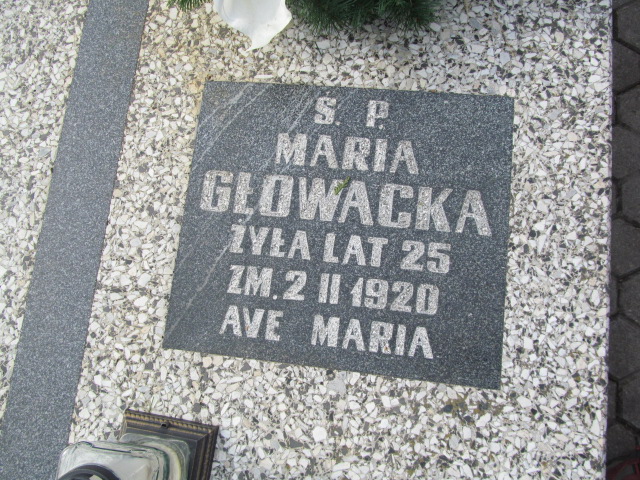 Ś. P.
MARIA
GŁOWACKA
ŻYŁA LAT 25
ZM. 2 II 1920
AVE MARIA